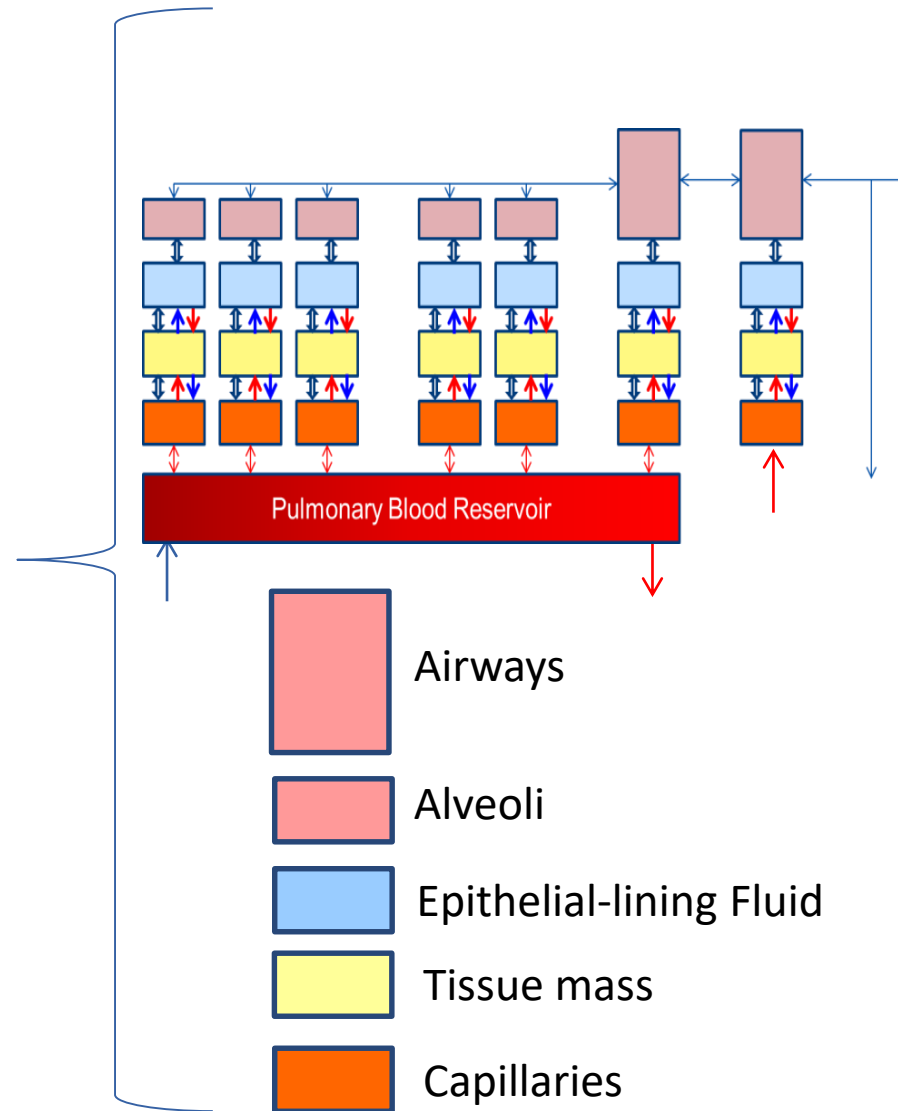 Pulmonary Blood Reservoir
Airways
Alveoli
Epithelial-lining Fluid
Tissue mass
Capillaries